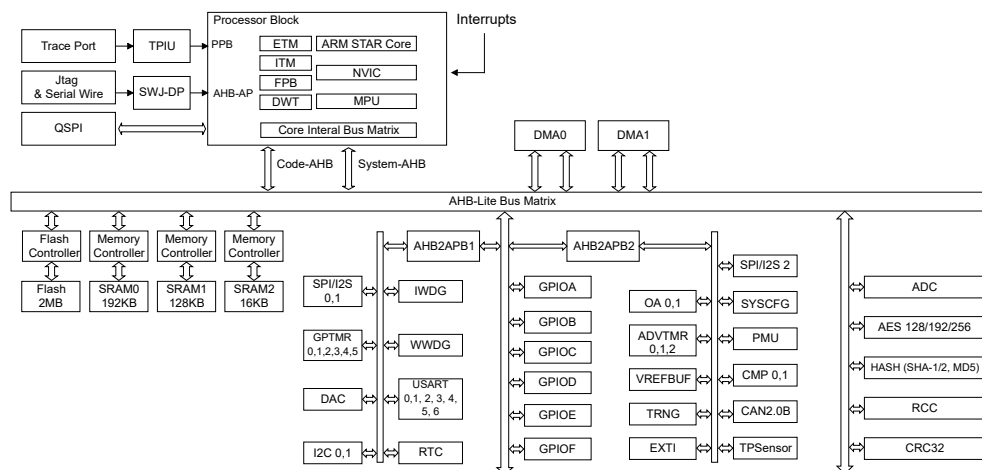 Processor Block
Interrupts
Trace Port
TPIU
PPB
ETM
ARM STAR Core
ITM
NVIC
Jtag
& Serial Wire
SWJ-DP
AHB-AP
FPB
DWT
MPU
QSPI
Core Interal Bus Matrix
DMA0
DMA1
Code-AHB
System-AHB
AHB-Lite Bus Matrix
Flash
Controller
Memory
Controller
Memory
Controller
Memory
Controller
Flash
2MB
SRAM0
192KB
SRAM1
128KB
SRAM2
16KB
AHB2APB1
AHB2APB2
SPI/I2S
0,1
IWDG
GPTMR
0,1,2,3,4,5
WWDG
DAC
USART
0,1, 2, 3, 4,
5, 6
I2C 0,1
RTC
GPIOA
GPIOB
GPIOC
GPIOD
GPIOE
GPIOF
SPI/I2S 2
OA 0,1
SYSCFG
ADVTMR
0,1,2
PMU
VREFBUF
CMP 0,1
TRNG
CAN2.0B
EXTI
TPSensor
ADC
AES 128/192/256
HASH (SHA-1/2, MD5)
RCC
CRC32